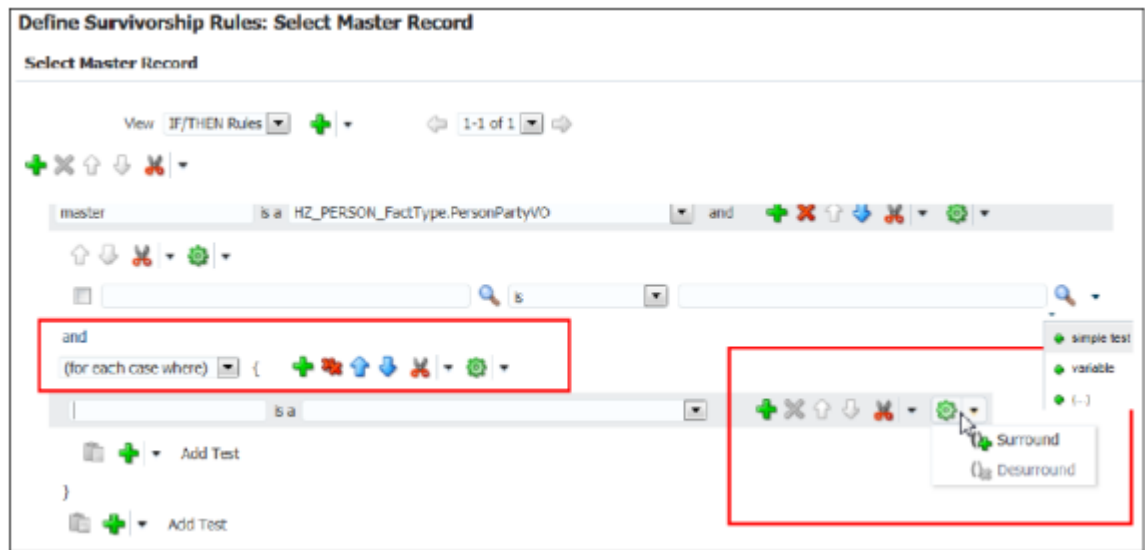 Define Survivorship Rules: Select Master Record
Select Master Record
View IF/THEN Rules 1-1 of 1
master is a HZ_PERSON_FactType.PersonPartyVO and
is
and
simple test
(for each case where) {
variable
{...}
is a
Surround
Add Test
Desurround
}
Add Test